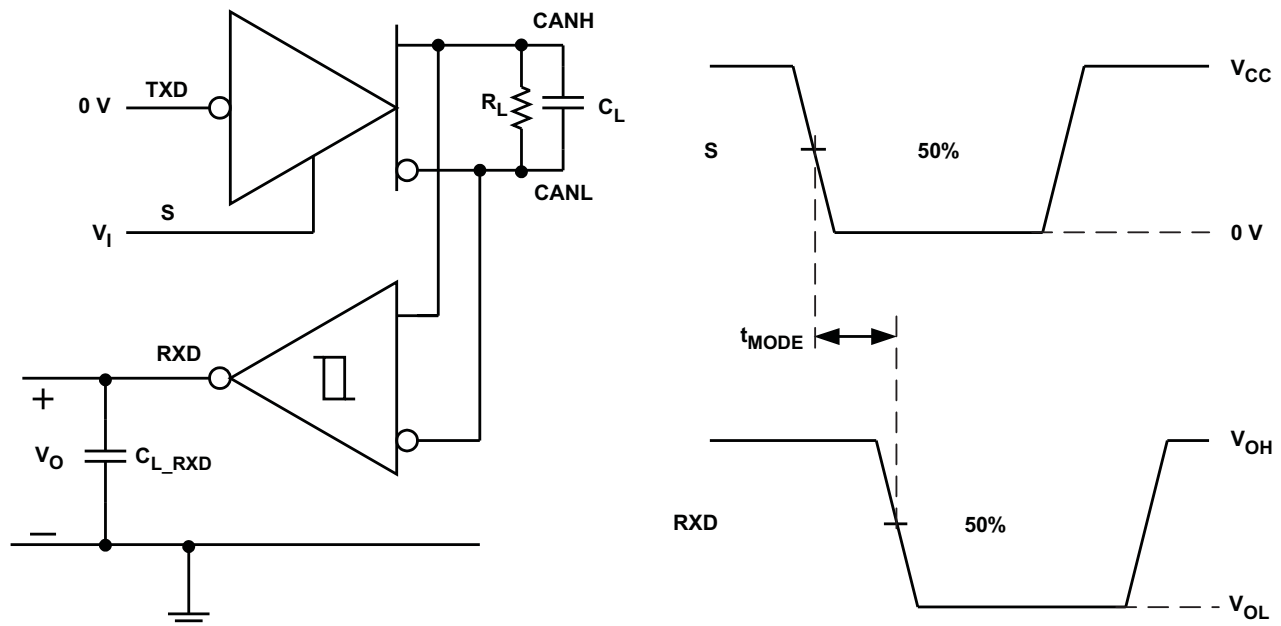 CANH
TXD
0 V
R_L
C_L
CANL
S
V_I
RXD
+
V_O
C_L_RXD
–
V_CC
S
50%
0 V
t_MODE
V_OH
RXD
50%
V_OL